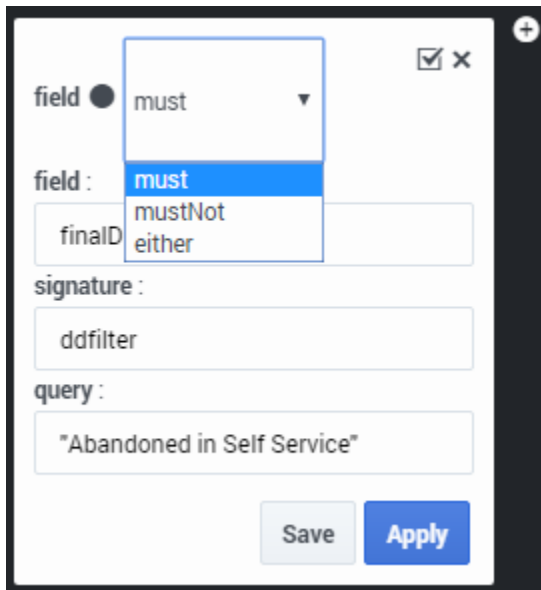 field must
must
field :
mustNot
finalD
either
signature :
ddfilter
query :
"Abandoned in Self Service"
Save Apply